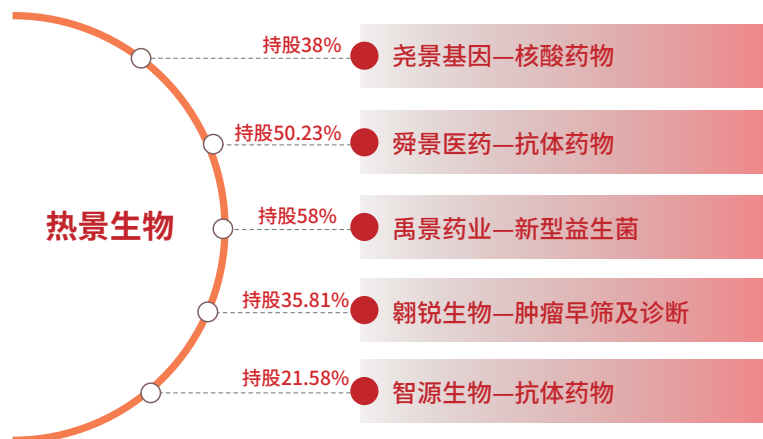 持股38%
尧景基因—核酸药物
持股50.23%
舜景医药—抗体药物
热景生物
持股58%
禹景药业—新型益生菌
持股35.81%
翱锐生物—肿瘤早筛及诊断
持股21.58%
智源生物—抗体药物